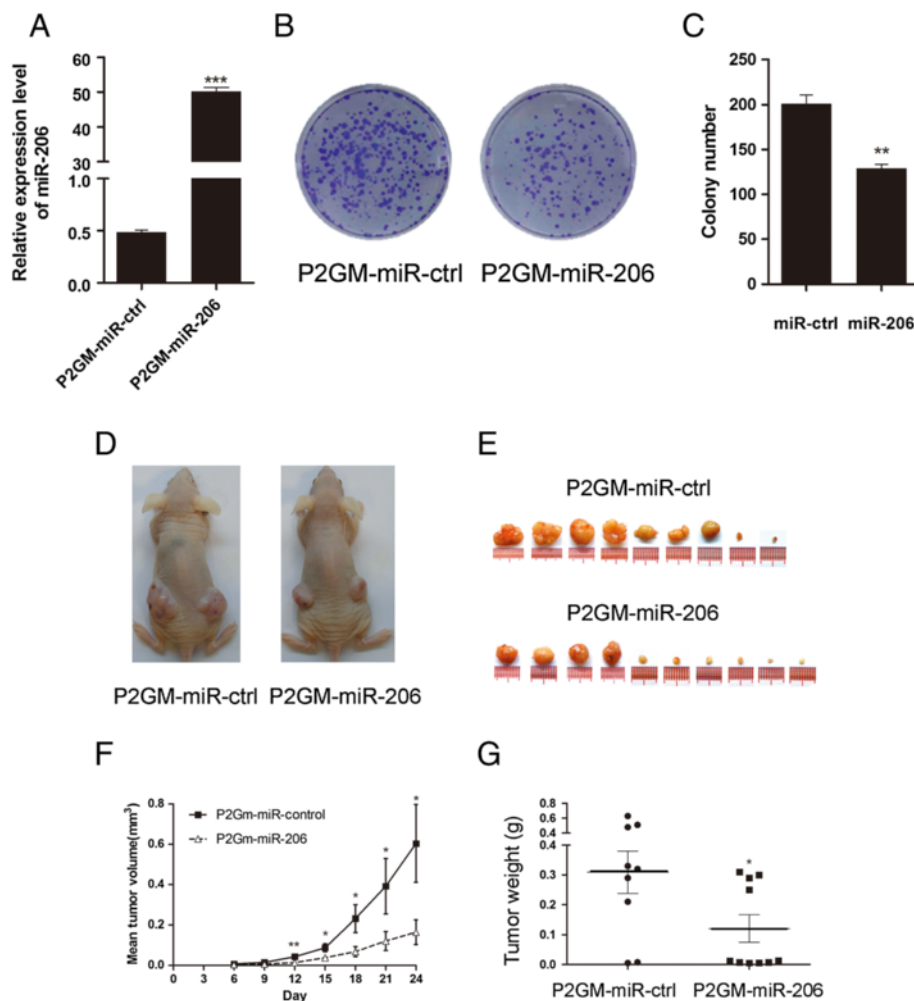 A
Relative expression level
of miR-206
60
50
40
30
1.0
0.5
0.0
***
P2GM-miR-ctrl
P2GM-miR-206
B
P2GM-miR-ctrl
P2GM-miR-206
C
Colony number
250
200
150
100
50
0
**
miR-ctrl
miR-206
D
P2GM-miR-ctrl
P2GM-miR-206
E
P2GM-miR-ctrl
P2GM-miR-206
F
Mean tumor volume(mm³)
0.8
0.6
0.4
0.2
0.0
P2Gm-miR-control
P2Gm-miR-206
** * * * *
0 3 6 9 12 15 18 21 24
Day
G
Tumor weight (g)
0.8
0.6
0.4
0.3
0.2
0.1
0.0
*
P2GM-miR-ctrl
P2GM-miR-206